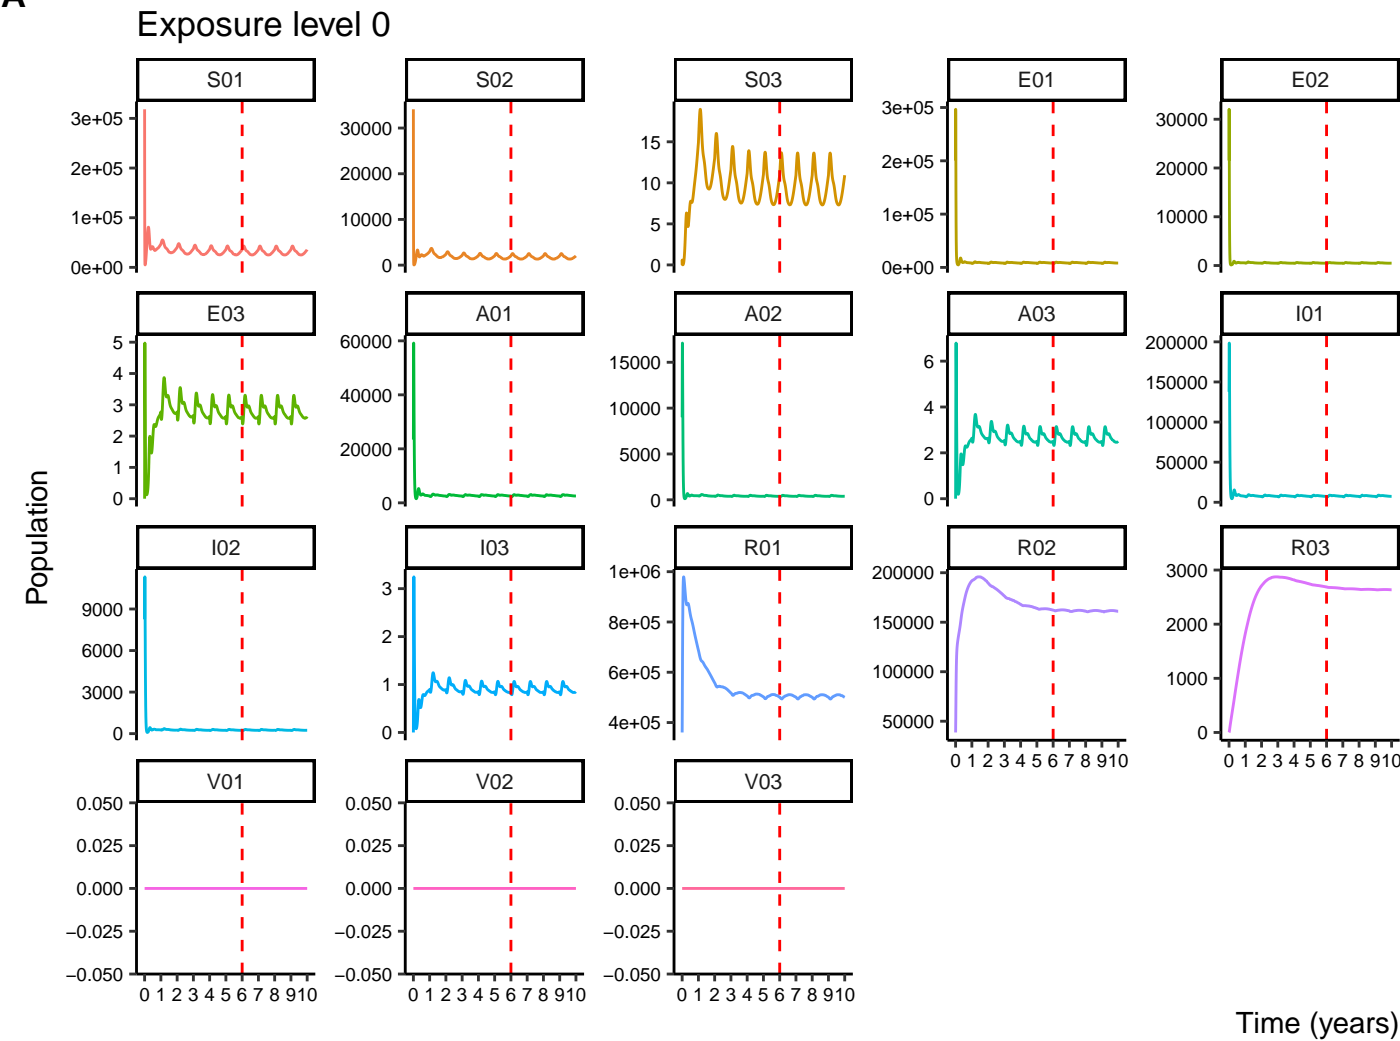 A
Exposure level 0
S01 S02 S03 E01 E02
3e+05 2e+05 1e+05 0e+00
30000 20000 10000 0
15 10 5 0
3e+05 2e+05 1e+05 0e+00
30000 20000 10000 0
E03 A01 A02 A03 I01
5 4 3 2 1 0
60000 40000 20000 0
15000 10000 5000 0
6 4 2 0
200000 150000 100000 50000 0
Population
I02 I03 R01 R02 R03
9000 6000 3000 0
3 2 1 0
1e+06 8e+05 6e+05 4e+05
200000 150000 100000 50000
3000 2000 1000 0
0 1 2 3 4 5 6 7 8 9 10
0 1 2 3 4 5 6 7 8 9 10
V01 V02 V03
0.050 0.025 0.000 −0.025 −0.050
0.050 0.025 0.000 −0.025 −0.050
0.050 0.025 0.000 −0.025 −0.050
0 1 2 3 4 5 6 7 8 9 10
0 1 2 3 4 5 6 7 8 9 10
0 1 2 3 4 5 6 7 8 9 10
Time (years)